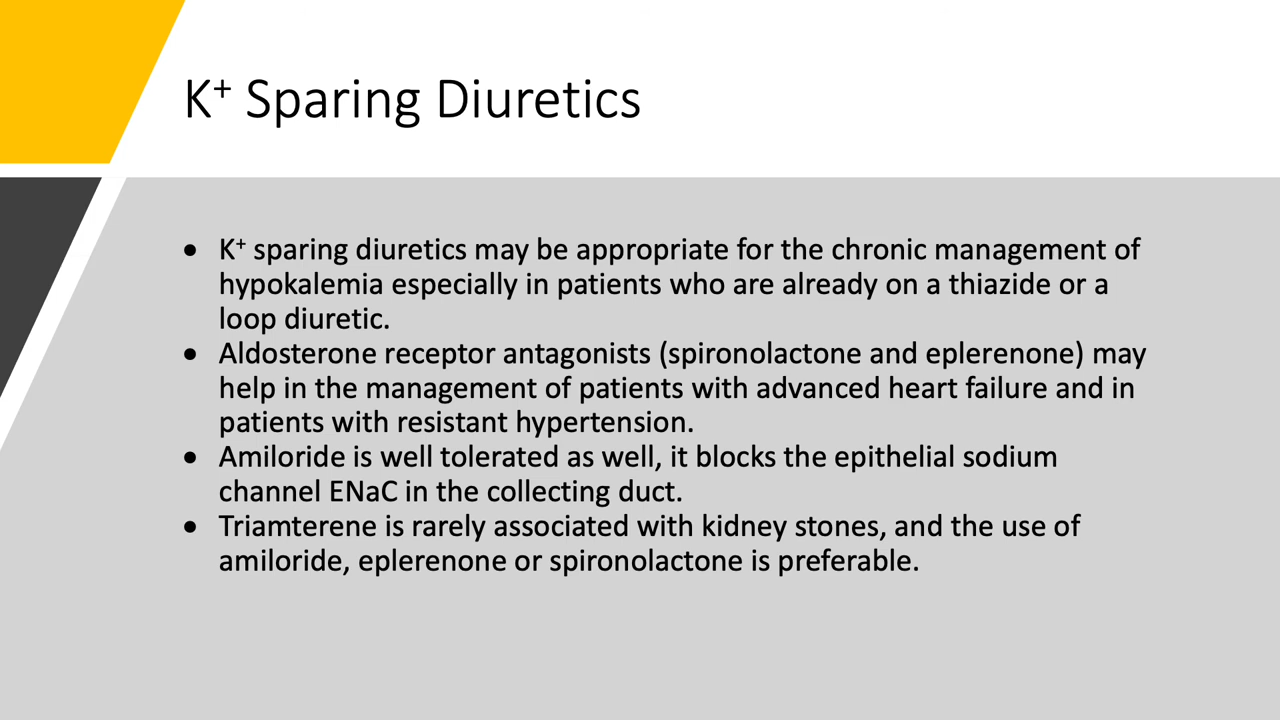 K⁺ Sparing Diuretics
• K⁺ sparing diuretics may be appropriate for the chronic management of
hypokalemia especially in patients who are already on a thiazide or a
loop diuretic.
• Aldosterone receptor antagonists (spironolactone and eplerenone) may
help in the management of patients with advanced heart failure and in
patients with resistant hypertension.
• Amiloride is well tolerated as well, it blocks the epithelial sodium
channel ENaC in the collecting duct.
• Triamterene is rarely associated with kidney stones, and the use of
amiloride, eplerenone or spironolactone is preferable.